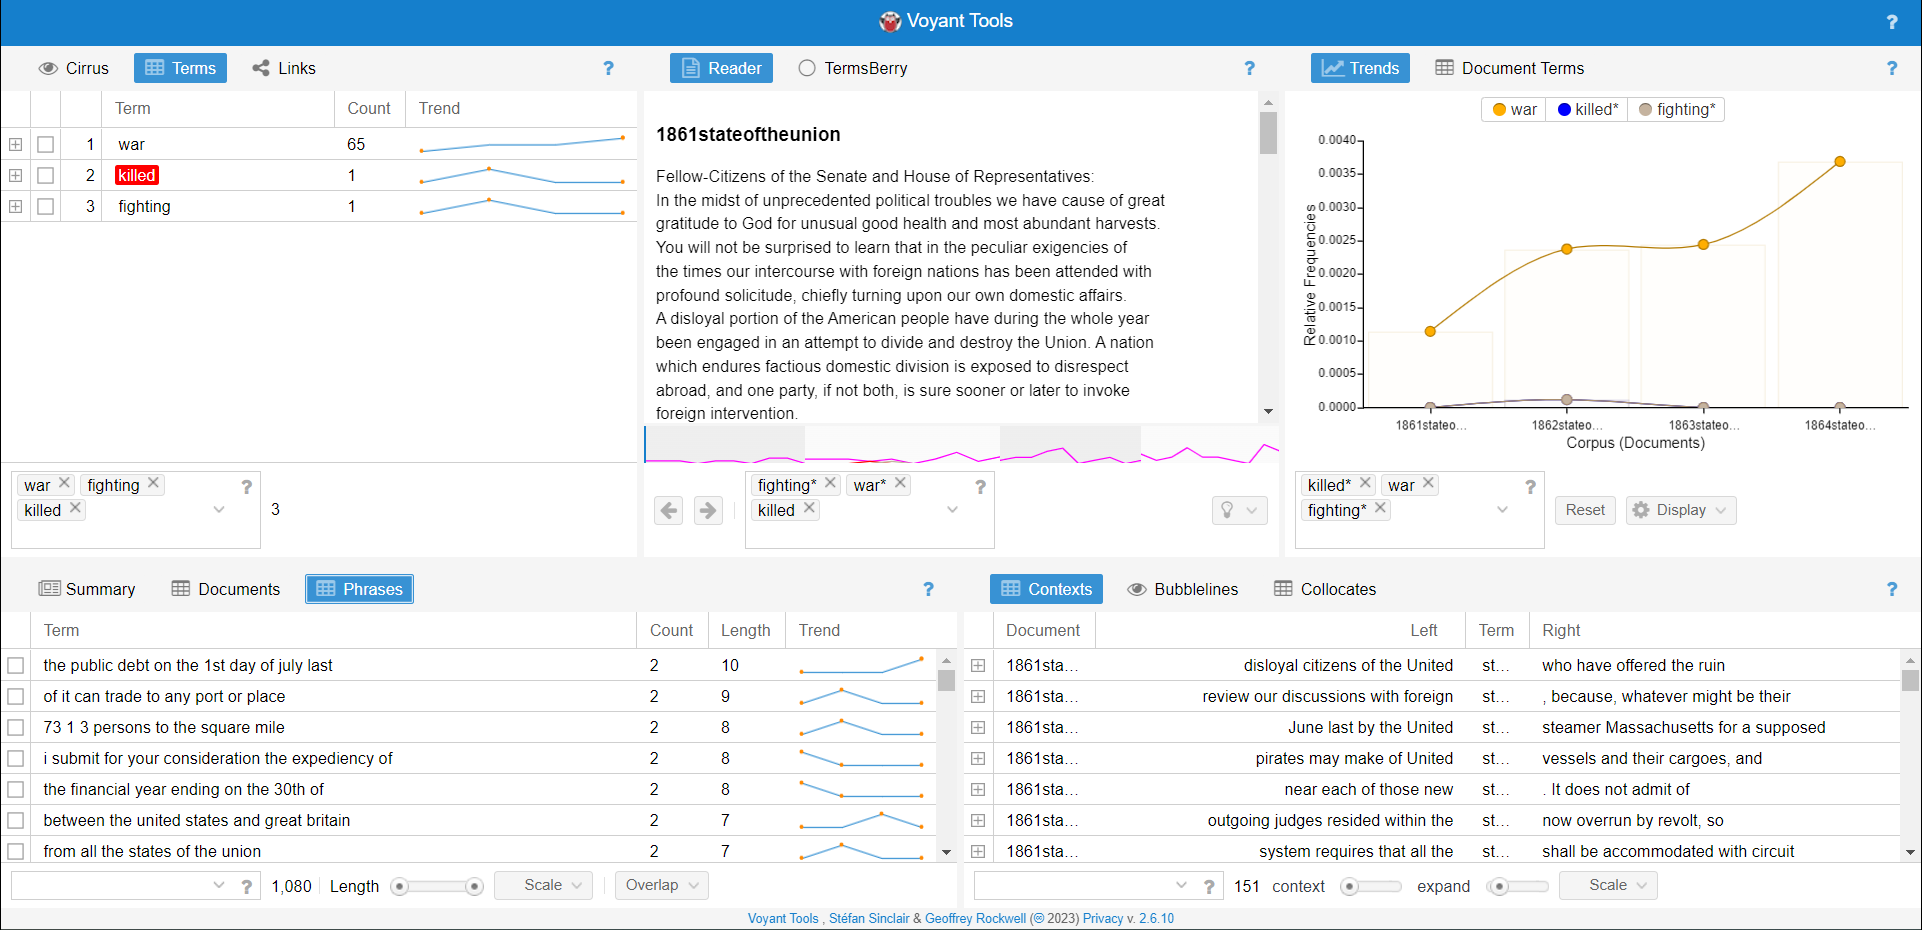 Voyant Tools
?
Cirrus
Terms
Links
?
Term
Count
Trend
1
war
65
2
killed
1
3
fighting
1
war
fighting
killed
?
3
Reader
TermsBerry
?
1861stateoftheunion
Fellow-Citizens of the Senate and House of Representatives:
In the midst of unprecedented political troubles we have cause of great
gratitude to God for unusual good health and most abundant harvests.
You will not be surprised to learn that in the peculiar exigencies of
the times our intercourse with foreign nations has been attended with
profound solicitude, chiefly turning upon our own domestic affairs.
A disloyal portion of the American people have during the whole year
been engaged in an attempt to divide and destroy the Union. A nation
which endures factious domestic division is exposed to disrespect
abroad, and one party, if not both, is sure sooner or later to invoke
foreign intervention.
fighting*
war*
killed
?
Trends
Document Terms
?
war
killed*
fighting*
Relative Frequencies
0.0040
0.0035
0.0030
0.0025
0.0020
0.0015
0.0010
0.0005
0.0000
1861stateo...
1862stateo...
1863stateo...
1864stateo...
Corpus (Documents)
killed*
war
fighting*
?
Reset
Display
Summary
Documents
Phrases
?
Term
Count
Length
Trend
the public debt on the 1st day of july last
2
10
of it can trade to any port or place
2
9
73 1 3 persons to the square mile
2
8
i submit for your consideration the expediency of
2
8
the financial year ending on the 30th of
2
8
between the united states and great britain
2
7
from all the states of the union
2
7
?
1,080
Length
Scale
Overlap
Contexts
Bubblelines
Collocates
?
Document
Left
Term
Right
1861sta...
disloyal citizens of the United
st...
who have offered the ruin
1861sta...
review our discussions with foreign
st...
, because, whatever might be their
1861sta...
June last by the United
st...
steamer Massachusetts for a supposed
1861sta...
pirates may make of United
st...
vessels and their cargoes, and
1861sta...
near each of those new
st...
. It does not admit of
1861sta...
outgoing judges resided within the
st...
now overrun by revolt, so
1861sta...
system requires that all the
st...
shall be accommodated with circuit
?
151
context
expand
Scale
Voyant Tools , Stéfan Sinclair & Geoffrey Rockwell (© 2023) Privacy v. 2.6.10